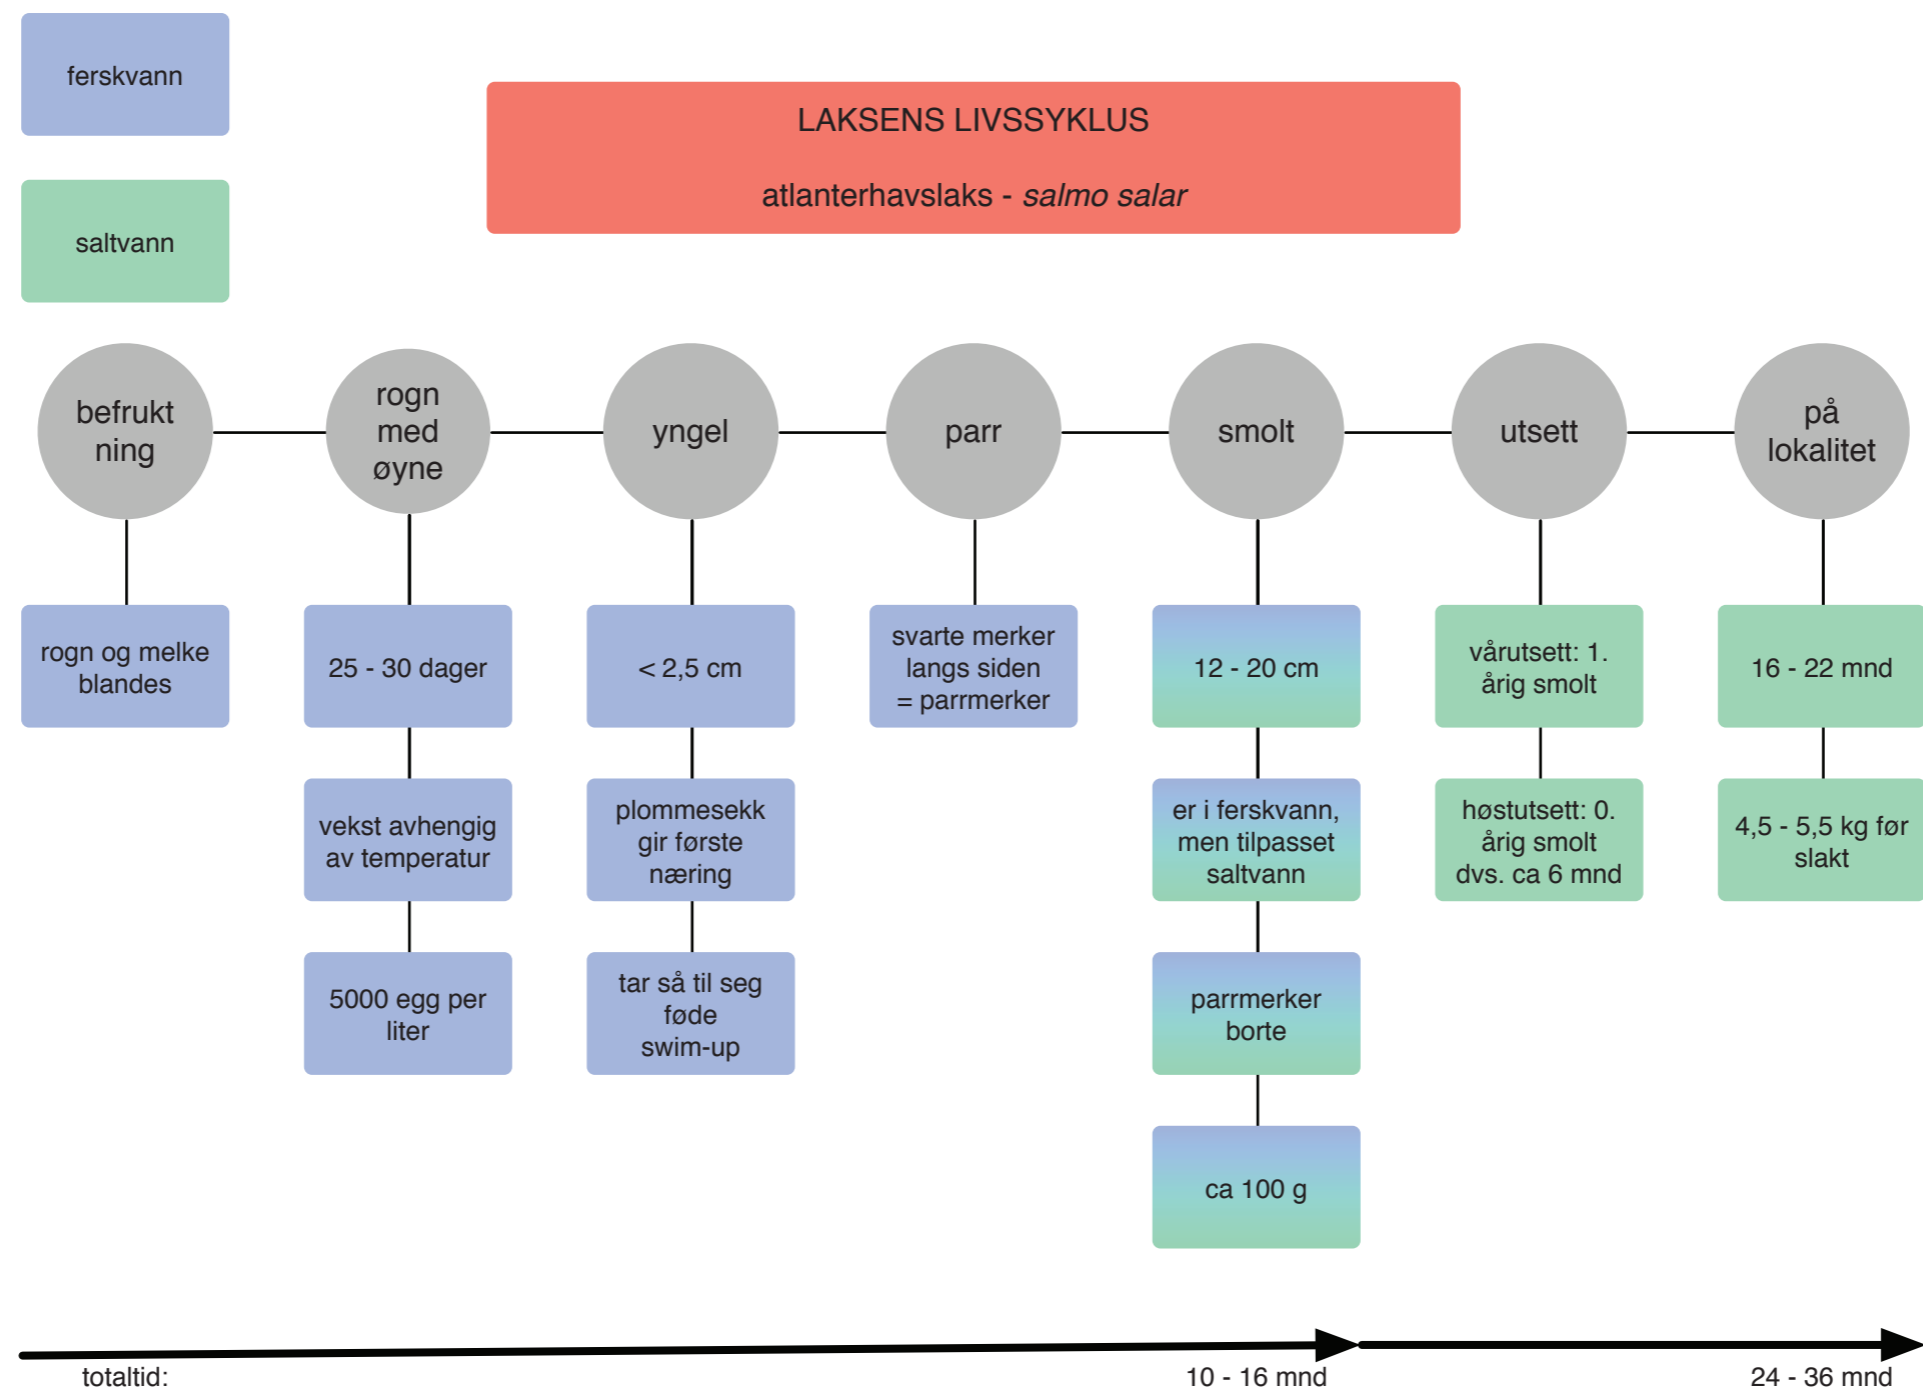 ferskvann
saltvann
LAKSENS LIVSSYKLUS
atlanterhavslaks - salmo salar
befrukt
ning
rogn
med
øyne
yngel
parr
smolt
utsett
på
lokalitet
rogn og melke
blandes
25 - 30 dager
vekst avhengig
av temperatur
5000 egg per
liter
< 2,5 cm
plommesekk
gir første
næring
tar så til seg
føde
swim-up
svarte merker
langs siden
= parrmerker
12 - 20 cm
er i ferskvann,
men tilpasset
saltvann
parrmerker
borte
ca 100 g
vårutsett: 1.
årig smolt
høstutsett: 0.
årig smolt
dvs. ca 6 mnd
16 - 22 mnd
4,5 - 5,5 kg før
slakt
totaltid:
10 - 16 mnd
24 - 36 mnd